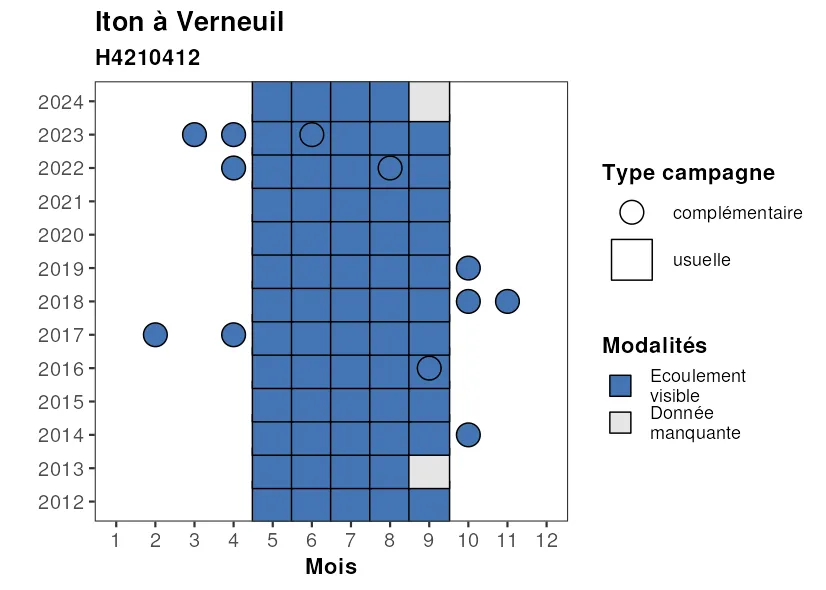 Iton à Verneuil
H4210412
2024
2023
2022
2021
2020
2019
2018
2017
2016
2015
2014
2013
2012
1 2 3 4 5 6 7 8 9 10 11 12
Mois
Type campagne
complémentaire
usuelle
Modalités
Ecoulement
visible
Donnée
manquante